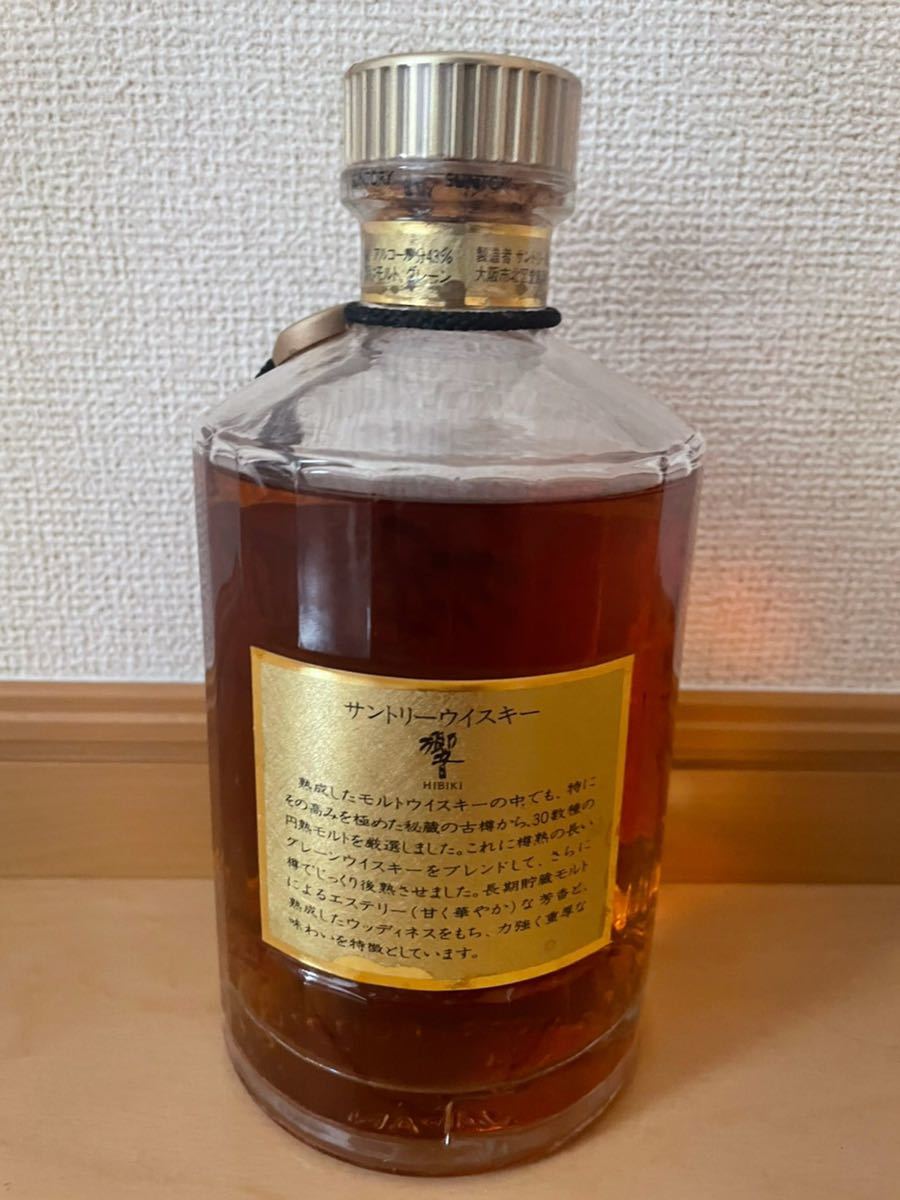 SUNTORY
アルコール分43%
モルト、グレーン
製造者 サントリー
大阪市北区堂
サントリーウイスキー
響
HIBIKI
熟成したモルトウイスキーの中でも、特に
その高みを極めた秘蔵の古樽から、30数種の
円熟モルトを厳選しました。これに樽熟の長い
グレーンウイスキーをブレンドして、さらに
樽でじっくり後熟させました。長期貯蔵モルト
によるエステリー(甘く華やか)な芳香と、
熟成したウッディネスをもち、力強く重厚な
味わいを特徴としています。